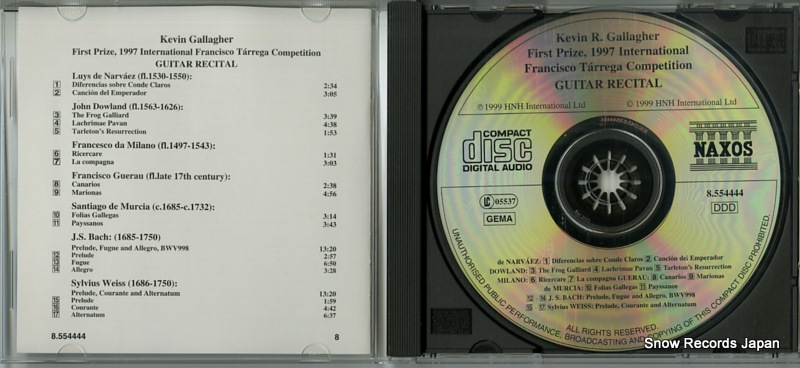 Kevin Gallagher
First Prize, 1997 International Francisco Tárrega Competition
GUITAR RECITAL
Luys de Narváez (fl.1530-1550):
1 Diferencias sobre Conde Claros 2:34
2 Canción del Emperador 3:05
John Dowland (fl.1563-1626):
3 The Frog Galliard 3:39
4 Lachrimae Pavan 4:38
5 Tarleton's Resurrection 1:53
Francesco da Milano (fl.1497-1543):
6 Ricercare 1:31
7 La compagna 3:03
Francisco Guerau (fl.late 17th century):
8 Canarios 2:38
9 Marionas 4:56
Santiago de Murcia (c.1685-c.1732):
10 Folias Gallegas 3:14
11 Payssanos 3:43
J.S. Bach: (1685-1750)
Prelude, Fugue and Allegro, BWV998 13:20
12 Prelude 2:57
13 Fugue 6:50
14 Allegro 3:28
Sylvius Weiss (1686-1750):
Prelude, Courante and Alternatum 13:20
15 Prelude 1:59
16 Courante 4:42
17 Alternatum 6:37
8.554444 8
Kevin R. Gallagher
First Prize, 1997 International
Francisco Tárrega Competition
GUITAR RECITAL
℗ 1999 HNH International Ltd © 1999 HNH International Ltd
COMPACT
disc
DIGITAL AUDIO
NAXOS
LC 05537
GEMA
8.554444
DDD
de NARVÁEZ: 1 Diferencias sobre Conde Claros 2 Canción del Emperador
DOWLAND: 3 The Frog Galliard 4 Lachrimae Pavan 5 Tarleton's Resurrection
MILANO: 6 Ricercare 7 La compagna GUERAU: 8 Canarios 9 Marionas
de MURCIA: 10 Folias Gallegas 11 Payssanos
12 - 14 J. S. BACH: Prelude, Fugue and Allegro, BWV998
15 - 17 Sylvius WEISS: Prelude, Courante and Alternatum
ALL RIGHTS RESERVED.
UNAUTHORISED PUBLIC PERFORMANCE, BROADCASTING AND COPYING OF THIS COMPACT DISC PROHIBITED.
Snow Records Japan